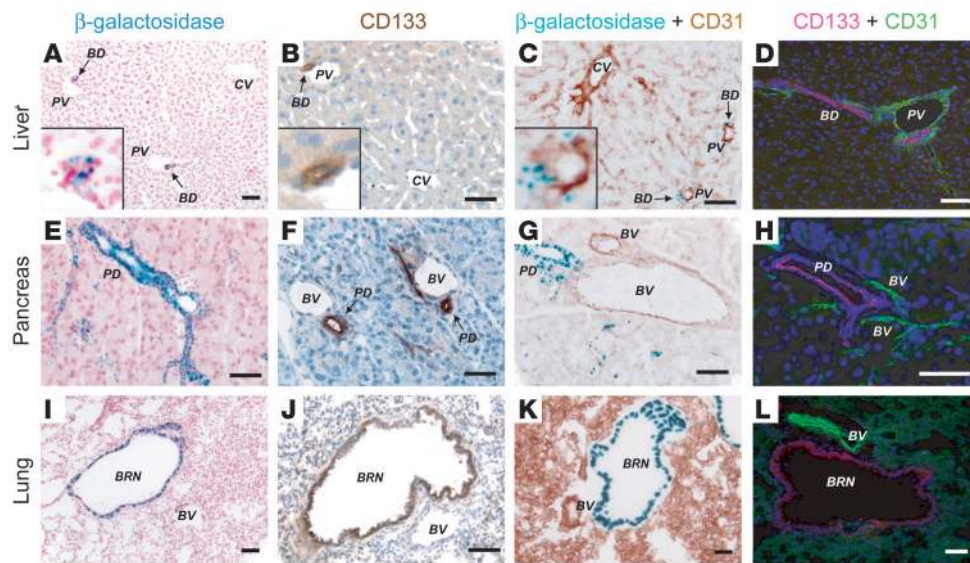 β-galactosidase CD133 β-galactosidase + CD31 CD133 + CD31
Liver
A BD PV CV PV BD
B BD PV CV
C CV BD PV BD PV
D BD PV
Pancreas
E PD
F BV PD BV PD
G BV PD BV
H PD BV BV
Lung
I BRN BV
J BRN BV
K BRN BV
L BV BRN